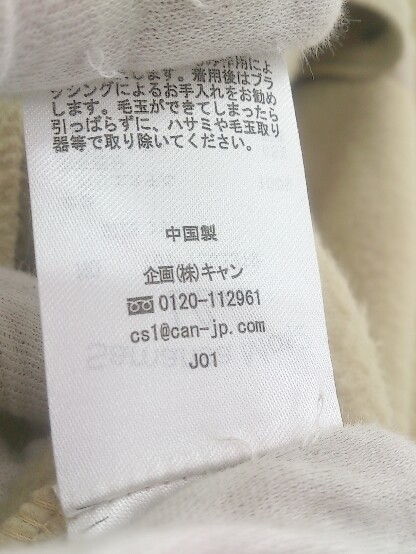 作用によ
します。着用後はブラ
ッシングによるお手入れをお勧め
します。毛玉ができてしまったら
引っぱらずに、ハサミや毛玉取り
器等で取り除いてください。
中国製
企画(株)キャン
0120-112961
cs1@can-jp.com
J01